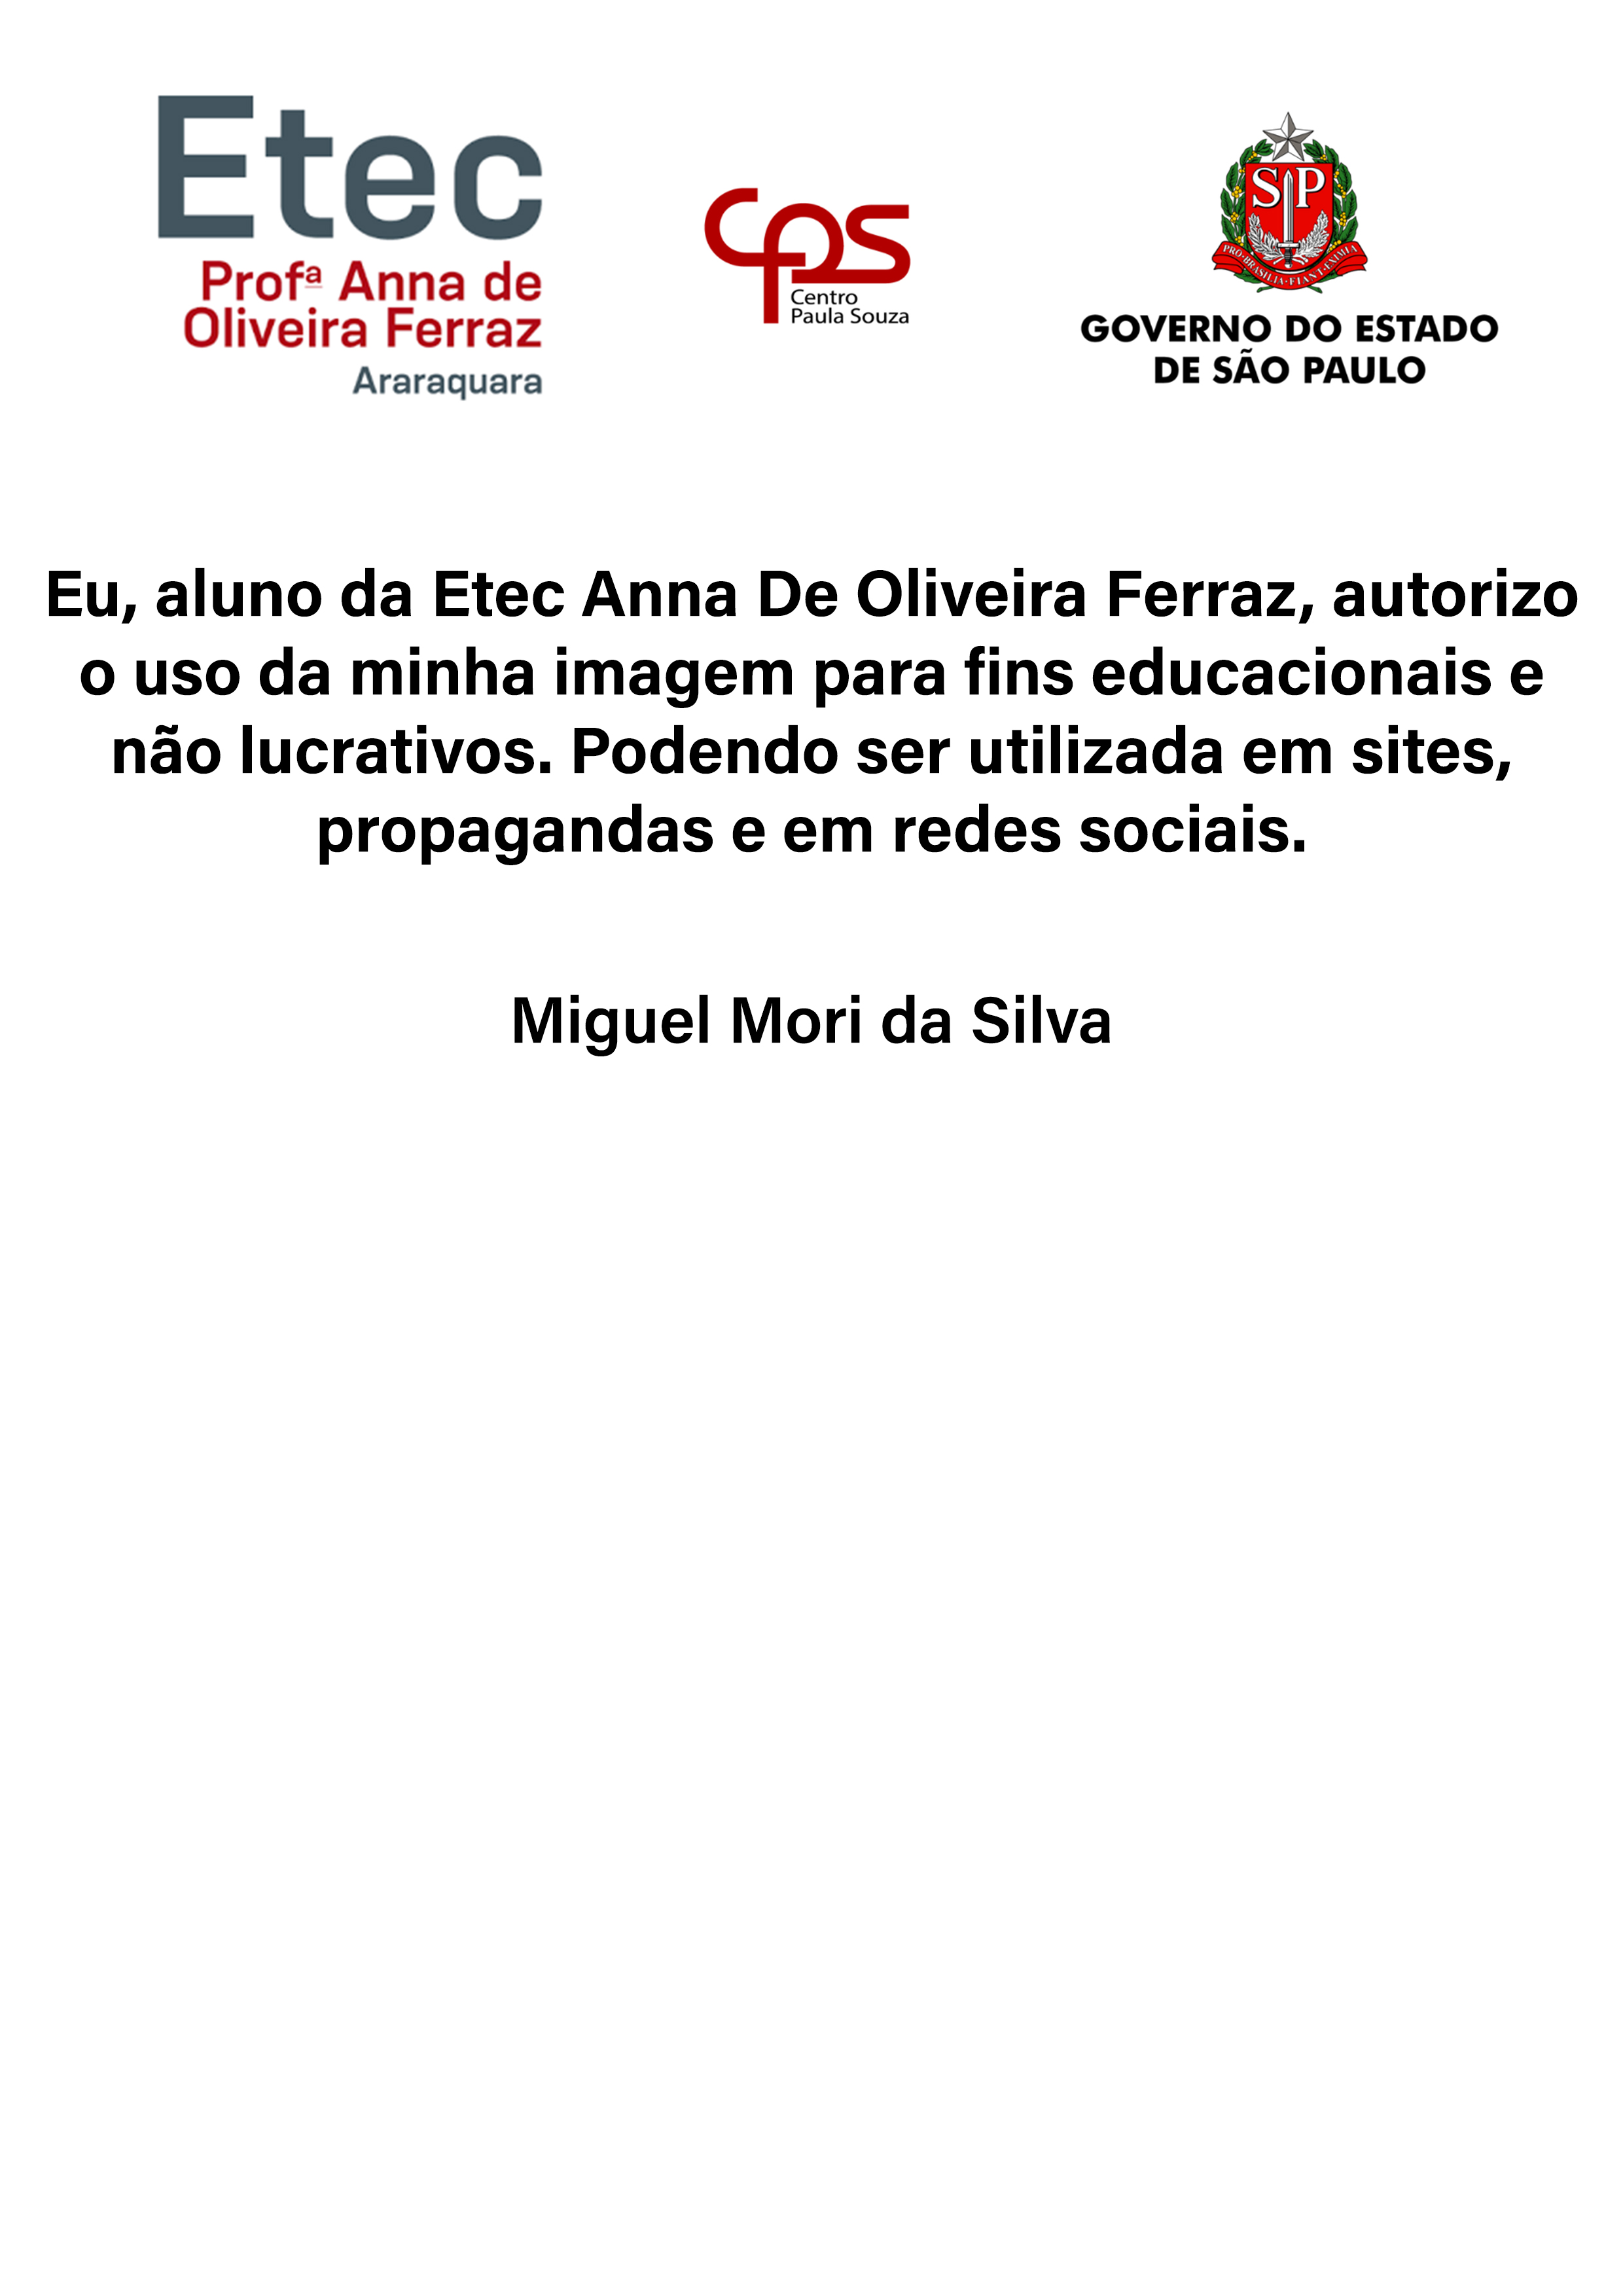 Etec
Profª Anna de
Oliveira Ferraz
Araraquara
cps
Centro
Paula Souza
SP
PRO·BRASILIA·FIANT·EXIMIA
GOVERNO DO ESTADO
DE SÃO PAULO
Eu, aluno da Etec Anna De Oliveira Ferraz, autorizo
o uso da minha imagem para fins educacionais e
não lucrativos. Podendo ser utilizada em sites,
propagandas e em redes sociais.
Miguel Mori da Silva